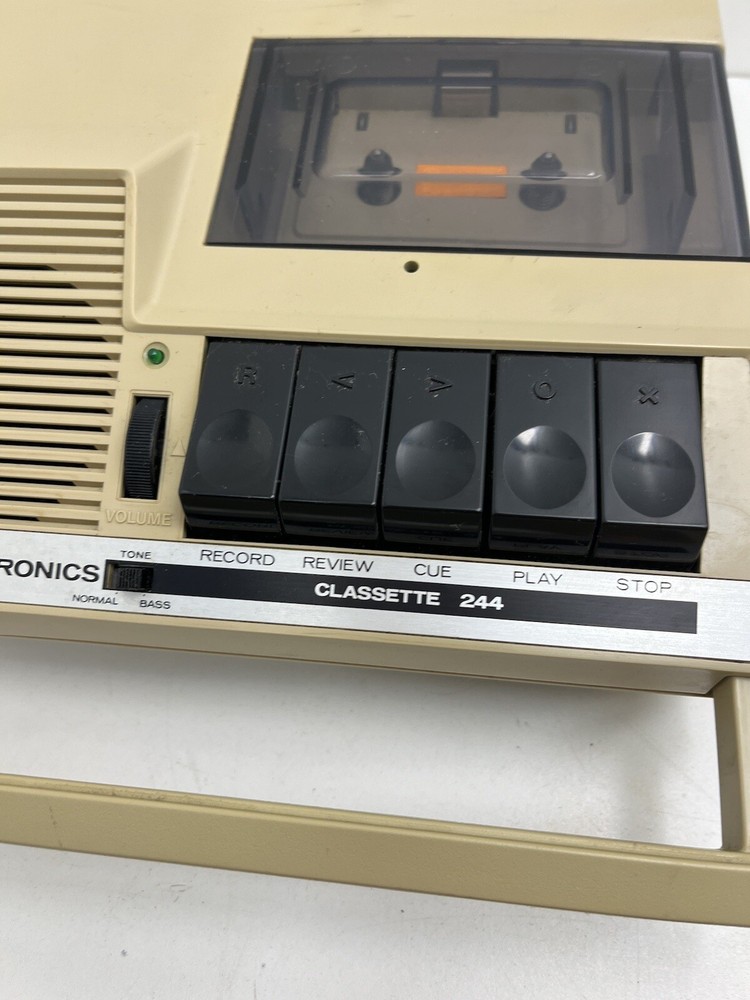 R < > O X
VOLUME
TONE
RONICS
NORMAL BASS
RECORD REVIEW CUE PLAY STOP
CLASSETTE 244